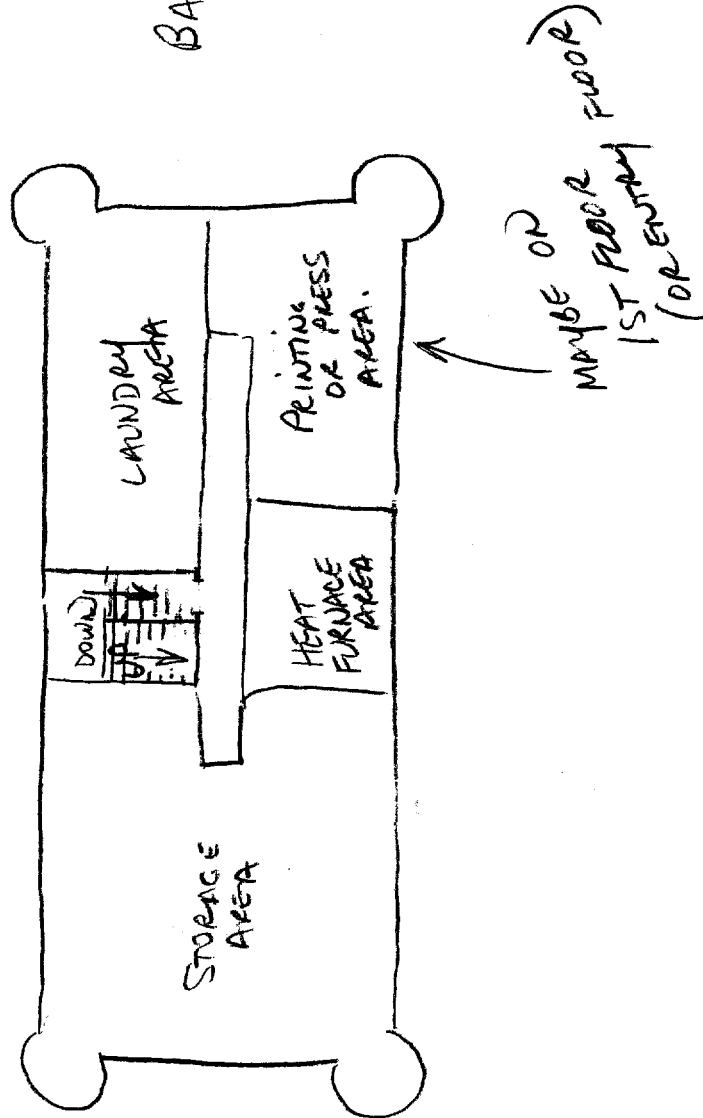 BA
LAUNDRY
AREA
DOWN
UP
PRINTING
OR PRESS
AREA.
HEAT
FURNACE
AREA
STORAGE
AREA
MAYBE ON
1ST FLOOR
(OR ENTRY FLOOR)